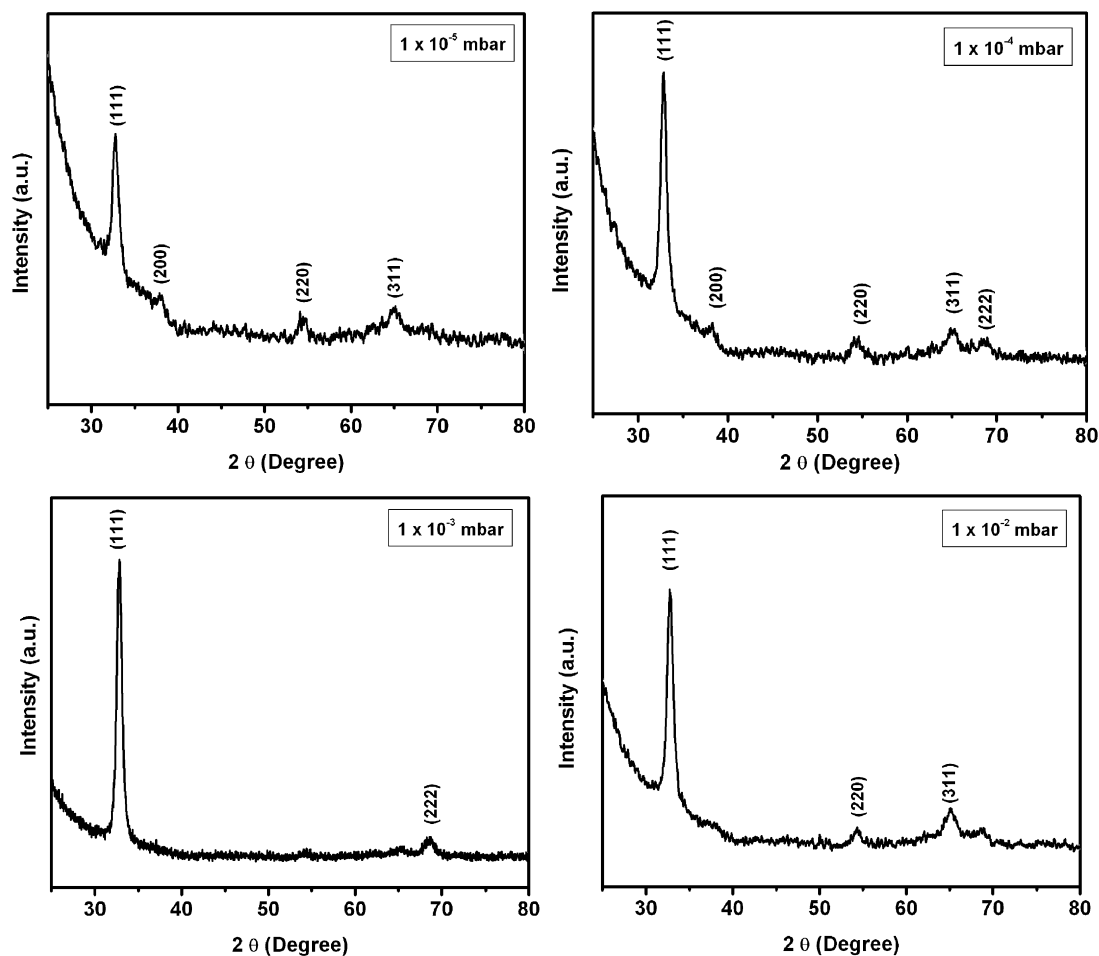 1 x 10⁻⁵ mbar
(111)
(200)
(220)
(311)
Intensity (a.u.)
30 40 50 60 70 80
2 θ (Degree)
1 x 10⁻⁴ mbar
(111)
(200)
(220)
(311)
(222)
Intensity (a.u.)
30 40 50 60 70 80
2 θ (Degree)
1 x 10⁻³ mbar
(111)
(222)
Intensity (a.u.)
30 40 50 60 70 80
2 θ (Degree)
1 x 10⁻² mbar
(111)
(220)
(311)
Intensity (a.u.)
30 40 50 60 70 80
2 θ (Degree)